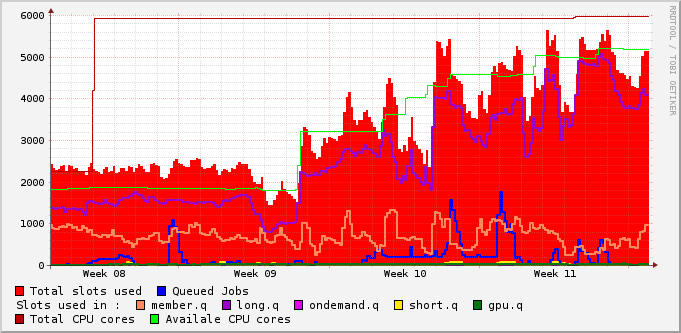 RRDTOOL / TOBI OETIKER
6000
5000
4000
3000
2000
1000
0
Week 08 Week 09 Week 10 Week 11
Total slots used Queued Jobs
Slots used in : member.q long.q ondemand.q short.q gpu.q
Total CPU cores Availale CPU cores